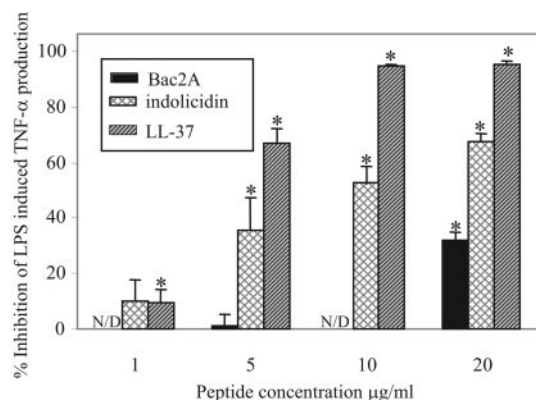 % Inhibition of LPS induced TNF-α production
100
80
60
40
20
0
Bac2A
indolicidin
LL-37
N/D
*
*
*
N/D
*
*
*
*
*
1
5
10
20
Peptide concentration μg/ml